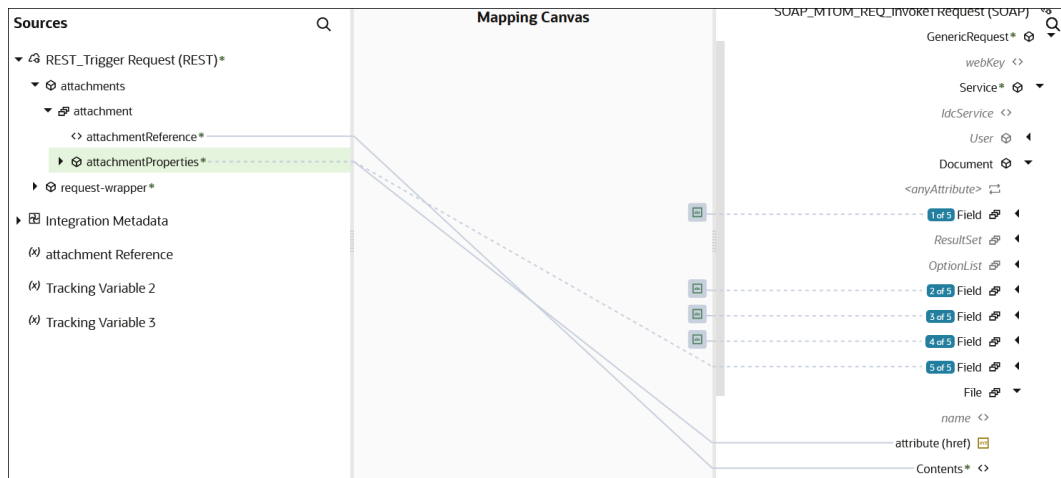 Sources
REST_Trigger Request (REST)*
attachments
attachment
<> attachmentReference*
attachmentProperties*
request-wrapper*
Integration Metadata
(x) attachment Reference
(x) Tracking Variable 2
(x) Tracking Variable 3
Mapping Canvas
SOAP_MTOM_REQ_Invoke1 Request (SOAP)
GenericRequest*
webKey <>
Service*
IdcService <>
User
Document
<anyAttribute>
1 of 5 Field
ResultSet
OptionList
2 of 5 Field
3 of 5 Field
4 of 5 Field
5 of 5 Field
File
name <>
attribute (href)
Contents* <>